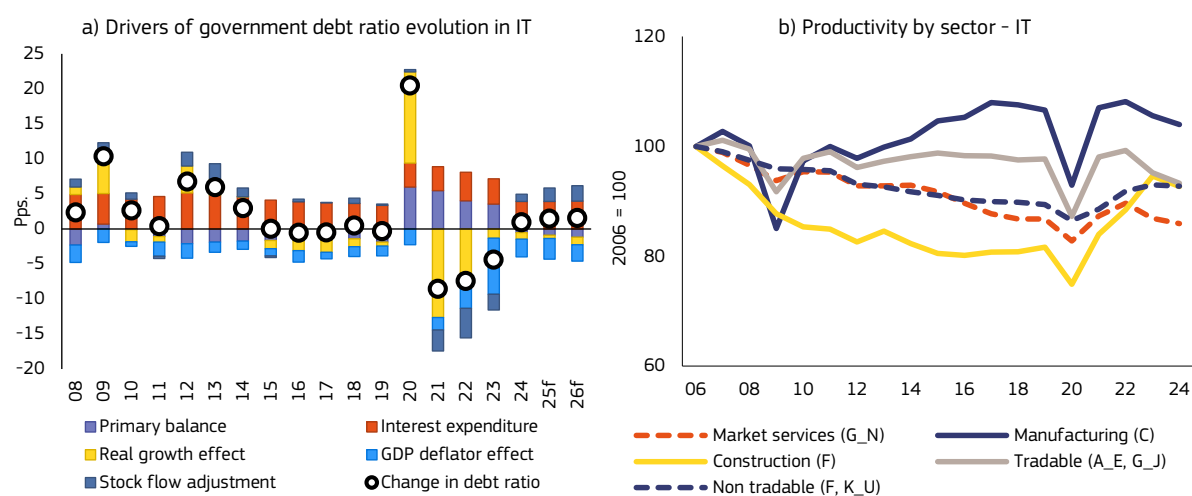 a) Drivers of government debt ratio evolution in IT
25
20
15
10
5
0
-5
-10
-15
-20
Pps.
08
09
10
11
12
13
14
15
16
17
18
19
20
21
22
23
24
25f
26f
Primary balance
Interest expenditure
Real growth effect
GDP deflator effect
Stock flow adjustment
Change in debt ratio
b) Productivity by sector - IT
120
100
80
60
2006 = 100
06 08 10 12 14 16 18 20 22 24
Market services (G_N)
Manufacturing (C)
Construction (F)
Tradable (A_E, G_J)
Non tradable (F, K_U)